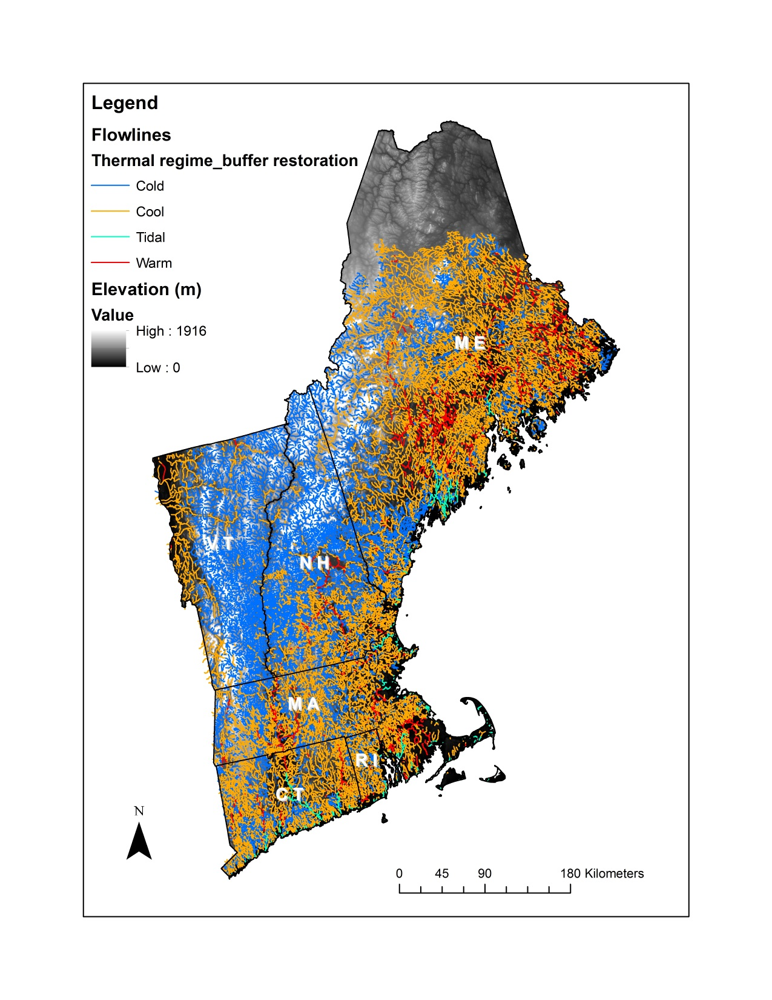 Legend
Flowlines
Thermal regime_buffer restoration
Cold
Cool
Tidal
Warm
Elevation (m)
Value
High : 1916
Low : 0
ME
VT
NH
MA
RI
CT
N
0 45 90 180 Kilometers